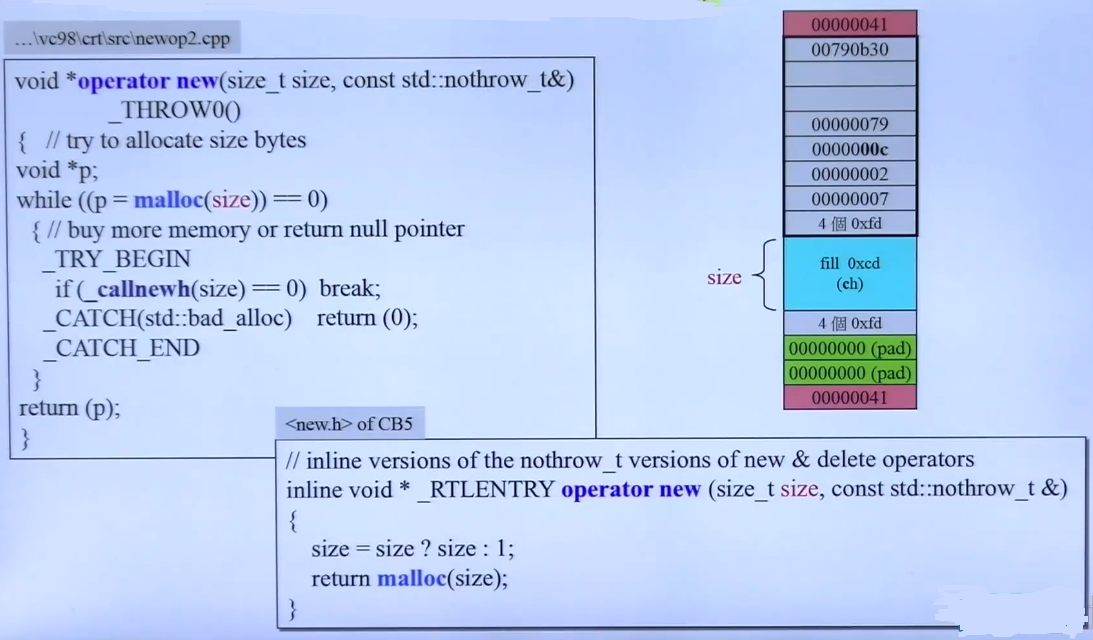 ...\vc98\crt\src\newop2.cpp
void *operator new(size_t size, const std::nothrow_t&)
_THROW0()
{ // try to allocate size bytes
void *p;
while ((p = malloc(size)) == 0)
{ // buy more memory or return null pointer
_TRY_BEGIN
if (_callnewh(size) == 0) break;
_CATCH(std::bad_alloc) return (0);
_CATCH_END
}
return (p);
}
00000041
00790b30
00000079
0000000c
00000002
00000007
4 個 0xfd
size
fill 0xcd
(ch)
4 個 0xfd
00000000 (pad)
00000000 (pad)
00000041
<new.h> of CB5
// inline versions of the nothrow_t versions of new & delete operators
inline void * _RTLENTRY operator new (size_t size, const std::nothrow_t &)
{
size = size ? size : 1;
return malloc(size);
}